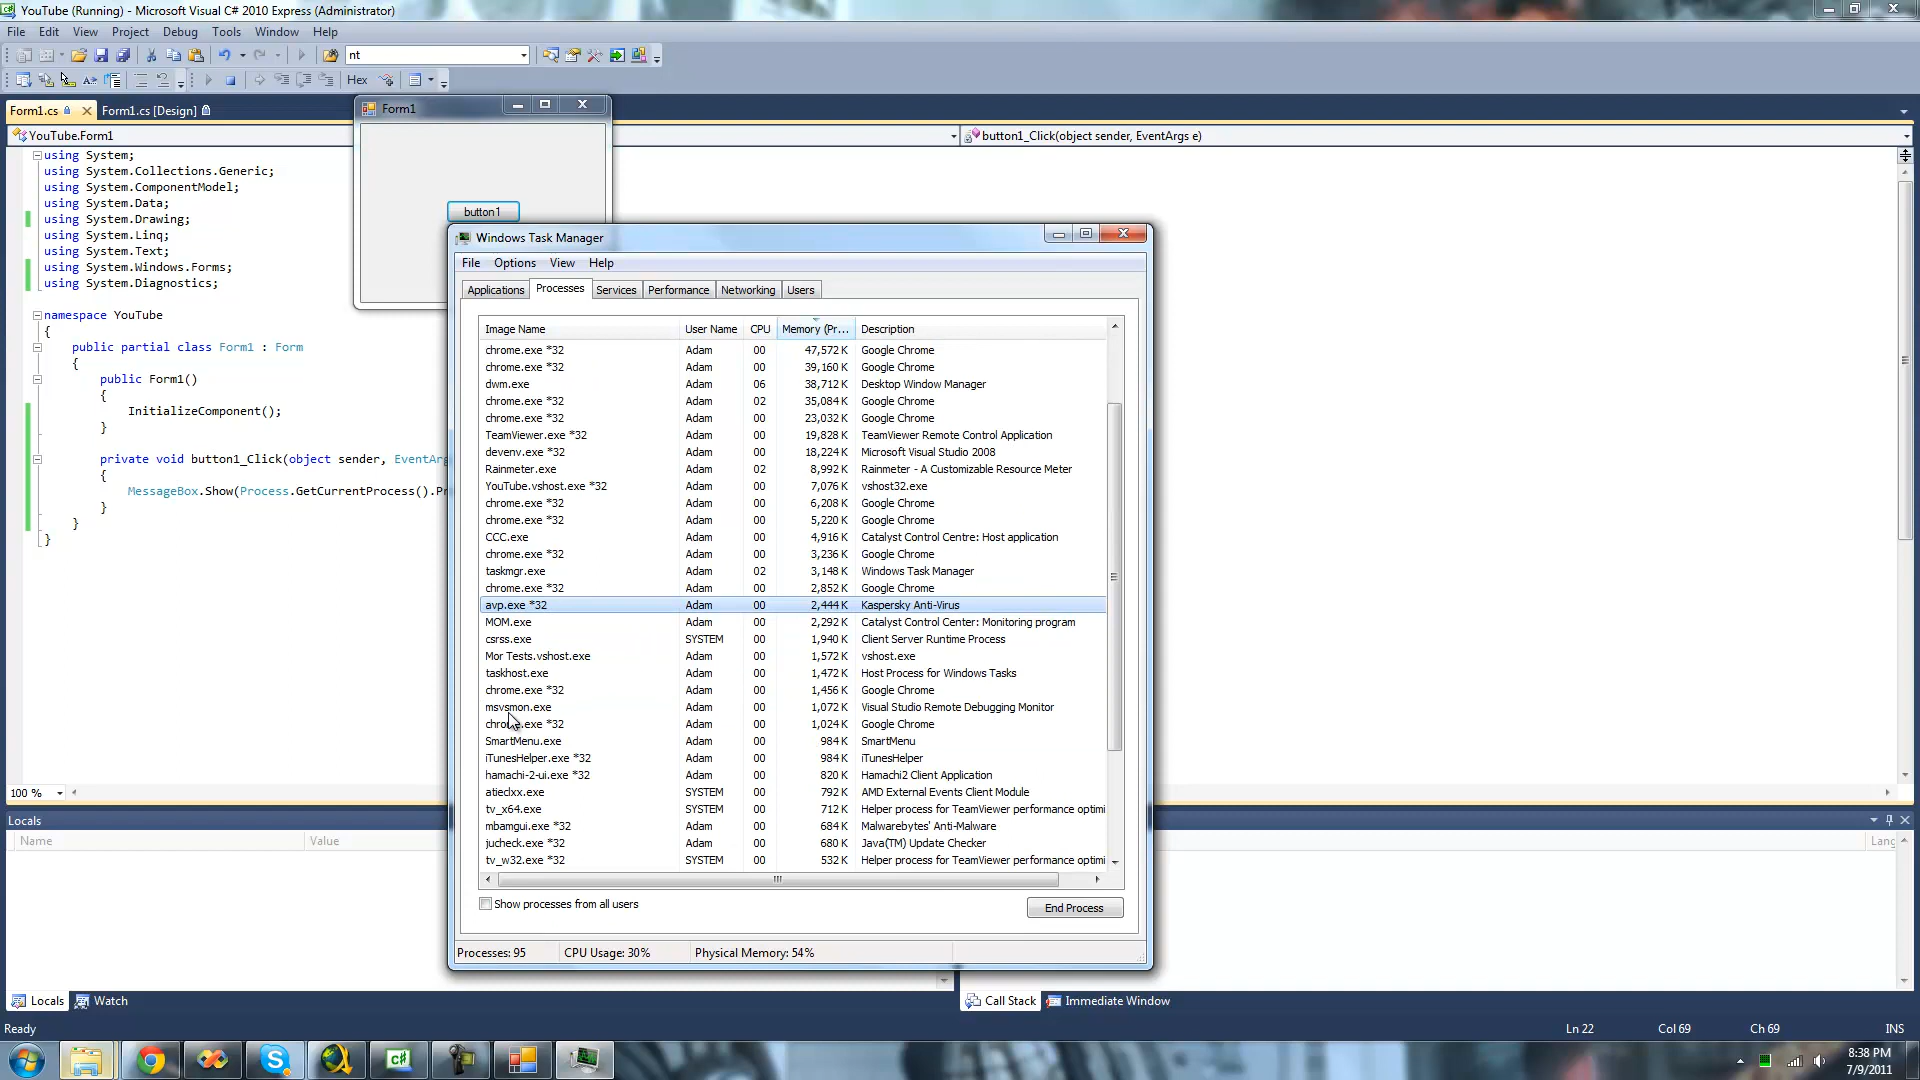 YouTube (Running) - Microsoft Visual C# 2010 Express (Administrator)
File Edit View Project Debug Tools Window Help
nt
Hex
Form1.cs Form1.cs [Design]
YouTube.Form1 button1_Click(object sender, EventArgs e)
using System;
using System.Collections.Generic;
using System.ComponentModel;
using System.Data;
using System.Drawing;
using System.Linq;
using System.Text;
using System.Windows.Forms;
using System.Diagnostics;
namespace YouTube
{
public partial class Form1 : Form
{
public Form1()
{
InitializeComponent();
}
private void button1_Click(object sender, EventArg
{
MessageBox.Show(Process.GetCurrentProcess().Pr
}
}
}
100 %
Form1
button1
Windows Task Manager
File Options View Help
Applications Processes Services Performance Networking Users
Image Name User Name CPU Memory (Pr... Description
chrome.exe *32 Adam 00 47,572 K Google Chrome
chrome.exe *32 Adam 00 39,160 K Google Chrome
dwm.exe Adam 06 38,712 K Desktop Window Manager
chrome.exe *32 Adam 02 35,084 K Google Chrome
chrome.exe *32 Adam 00 23,032 K Google Chrome
TeamViewer.exe *32 Adam 00 19,828 K TeamViewer Remote Control Application
devenv.exe *32 Adam 00 18,224 K Microsoft Visual Studio 2008
Rainmeter.exe Adam 02 8,992 K Rainmeter - A Customizable Resource Meter
YouTube.vshost.exe *32 Adam 00 7,076 K vshost32.exe
chrome.exe *32 Adam 00 6,208 K Google Chrome
chrome.exe *32 Adam 00 5,220 K Google Chrome
CCC.exe Adam 00 4,916 K Catalyst Control Centre: Host application
chrome.exe *32 Adam 00 3,236 K Google Chrome
taskmgr.exe Adam 02 3,148 K Windows Task Manager
chrome.exe *32 Adam 00 2,852 K Google Chrome
avp.exe *32 Adam 00 2,444 K Kaspersky Anti-Virus
MOM.exe Adam 00 2,292 K Catalyst Control Center: Monitoring program
csrss.exe SYSTEM 00 1,940 K Client Server Runtime Process
Mor Tests.vshost.exe Adam 00 1,572 K vshost.exe
taskhost.exe Adam 00 1,472 K Host Process for Windows Tasks
chrome.exe *32 Adam 00 1,456 K Google Chrome
msvsmon.exe Adam 00 1,072 K Visual Studio Remote Debugging Monitor
chrome.exe *32 Adam 00 1,024 K Google Chrome
SmartMenu.exe Adam 00 984 K SmartMenu
iTunesHelper.exe *32 Adam 00 984 K iTunesHelper
hamachi-2-ui.exe *32 Adam 00 820 K Hamachi2 Client Application
atieclxx.exe SYSTEM 00 792 K AMD External Events Client Module
tv_x64.exe SYSTEM 00 712 K Helper process for TeamViewer performance optimi
mbamgui.exe *32 Adam 00 684 K Malwarebytes' Anti-Malware
jucheck.exe *32 Adam 00 680 K Java(TM) Update Checker
tv_w32.exe *32 SYSTEM 00 532 K Helper process for TeamViewer performance optimi
Show processes from all users End Process
Processes: 95 CPU Usage: 30% Physical Memory: 54%
Locals
Name Value Lang
Locals Watch Call Stack Immediate Window
Ready Ln 22 Col 69 Ch 69 INS
8:38 PM
7/9/2011